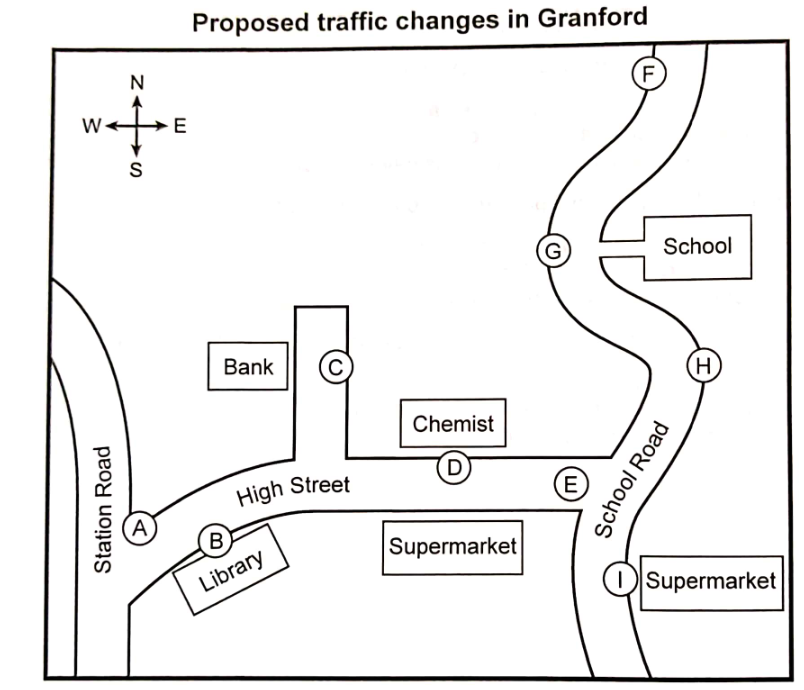 Proposed traffic changes in Granford
N
W E
S
F
G
School
H
Bank
C
Chemist
D
E
School Road
High Street
Station Road
A
B
Library
Supermarket
I
Supermarket